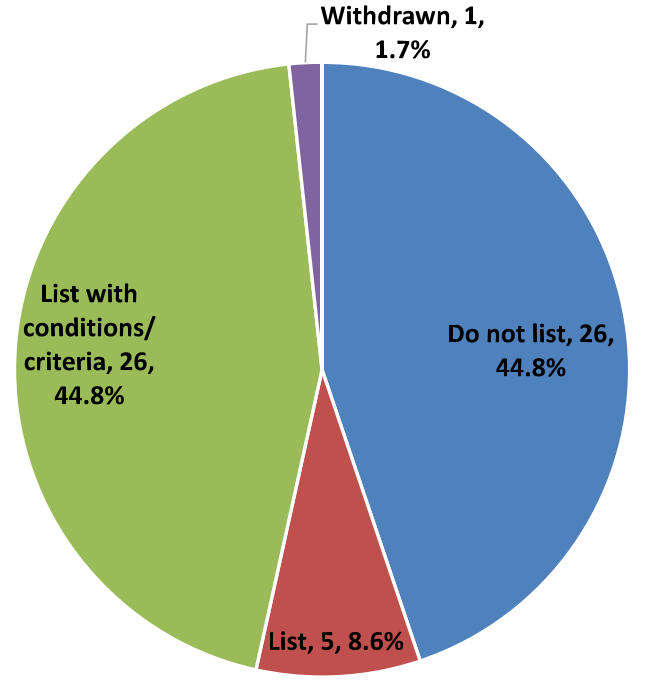 Withdrawn, 1,
1.7%
List with
conditions/
criteria, 26,
44.8%
Do not list, 26,
44.8%
List, 5, 8.6%